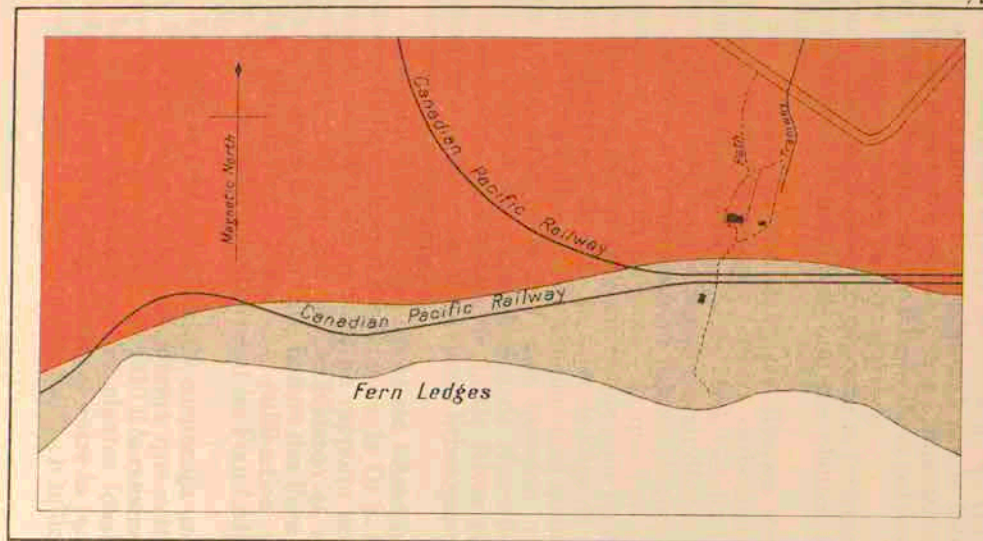 Canadian Pacific Railway
Magnetic North
Path
Tramway
Canadian Pacific Railway
Fern Ledges